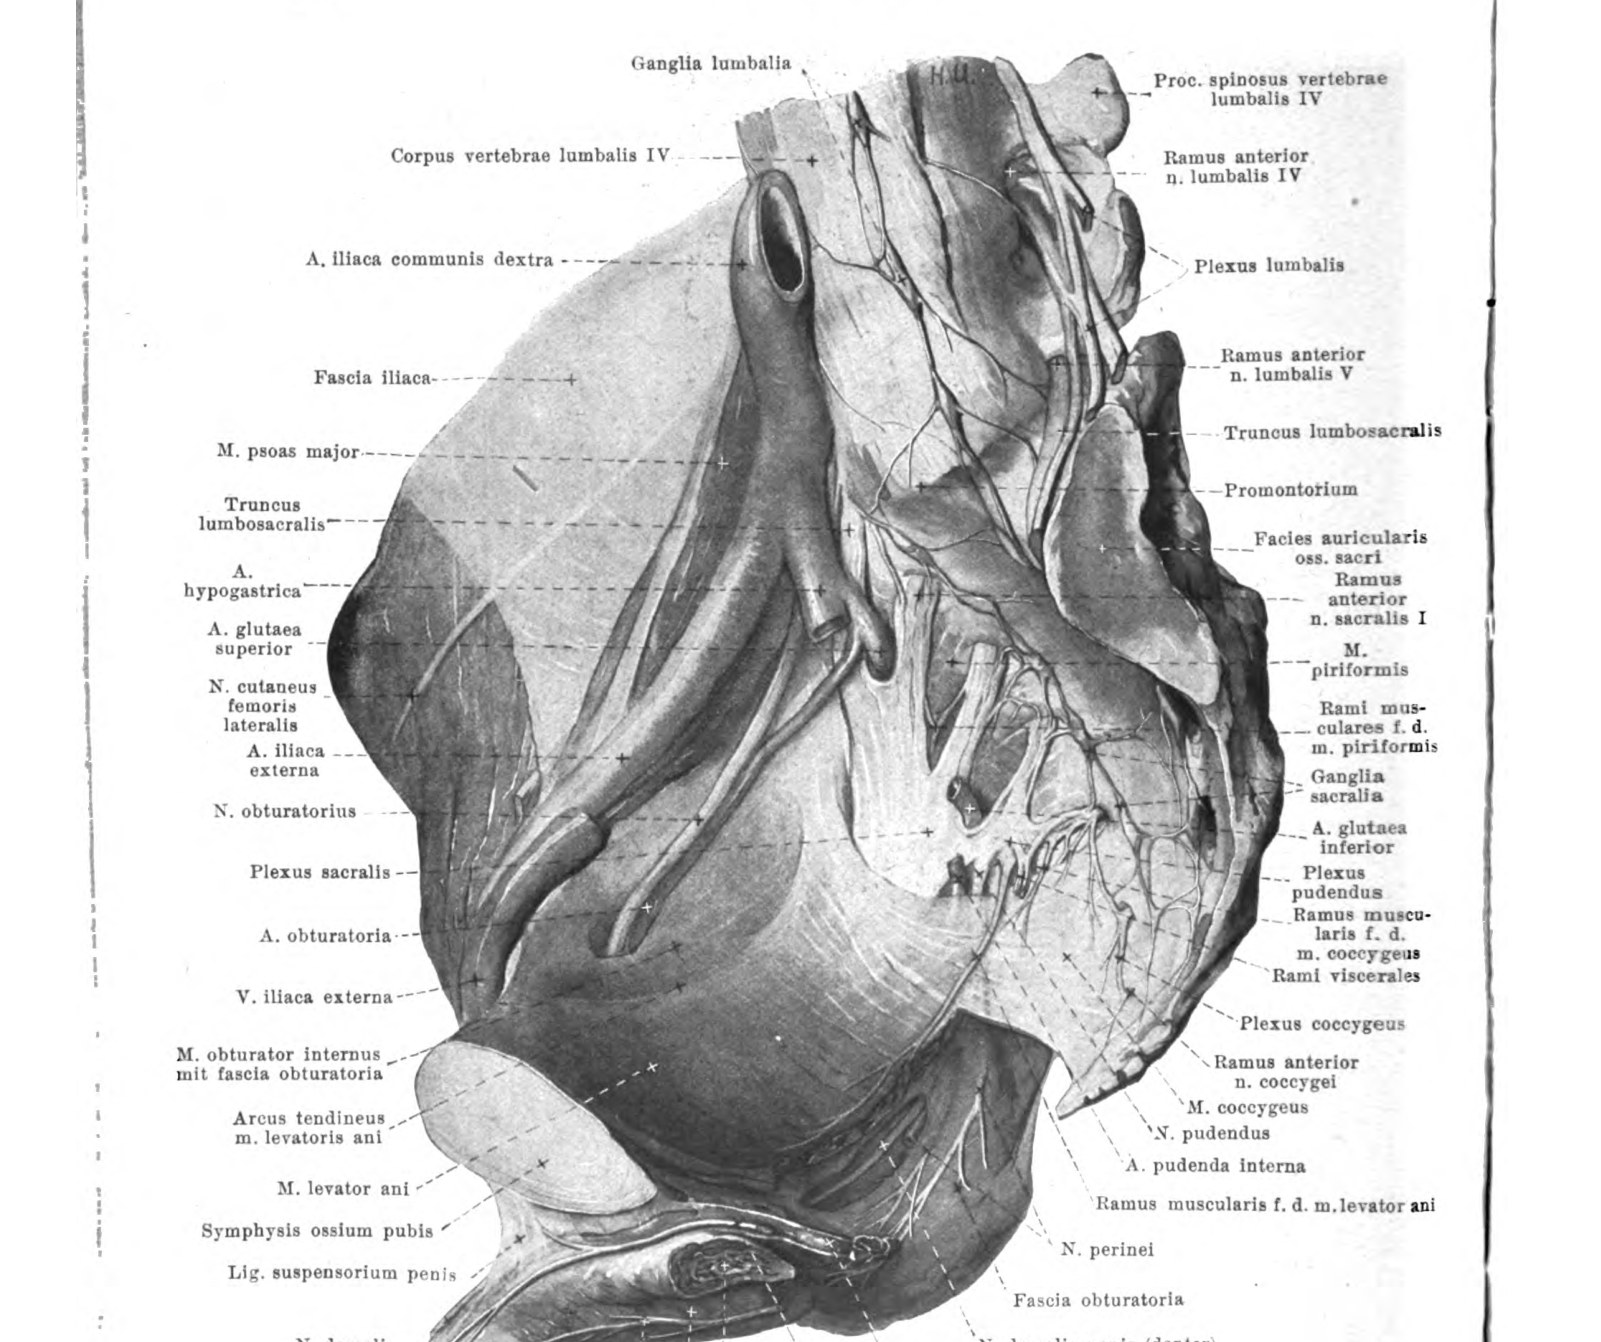 Ganglia lumbalia
Corpus vertebrae lumbalis IV
A. iliaca communis dextra
Fascia iliaca
M. psoas major
Truncus
lumbosacralis
A.
hypogastrica
A. glutaea
superior
N. cutaneus
femoris
lateralis
A. iliaca
externa
N. obturatorius
Plexus sacralis
A. obturatoria
V. iliaca externa
M. obturator internus
mit fascia obturatoria
Arcus tendineus
m. levatoris ani
M. levator ani
Symphysis ossium pubis
Lig. suspensorium penis
H.U.
Proc. spinosus vertebrae
lumbalis IV
Ramus anterior
n. lumbalis IV
Plexus lumbalis
Ramus anterior
n. lumbalis V
Truncus lumbosacralis
Promontorium
Facies auricularis
oss. sacri
Ramus
anterior
n. sacralis I
M.
piriformis
Rami mus-
culares f. d.
m. piriformis
Ganglia
sacralia
A. glutaea
inferior
Plexus
pudendus
Ramus muscu-
laris f. d.
m. coccygeus
Rami viscerales
Plexus coccygeus
Ramus anterior
n. coccygei
M. coccygeus
N. pudendus
A. pudenda interna
Ramus muscularis f. d. m. levator ani
N. perinei
Fascia obturatoria